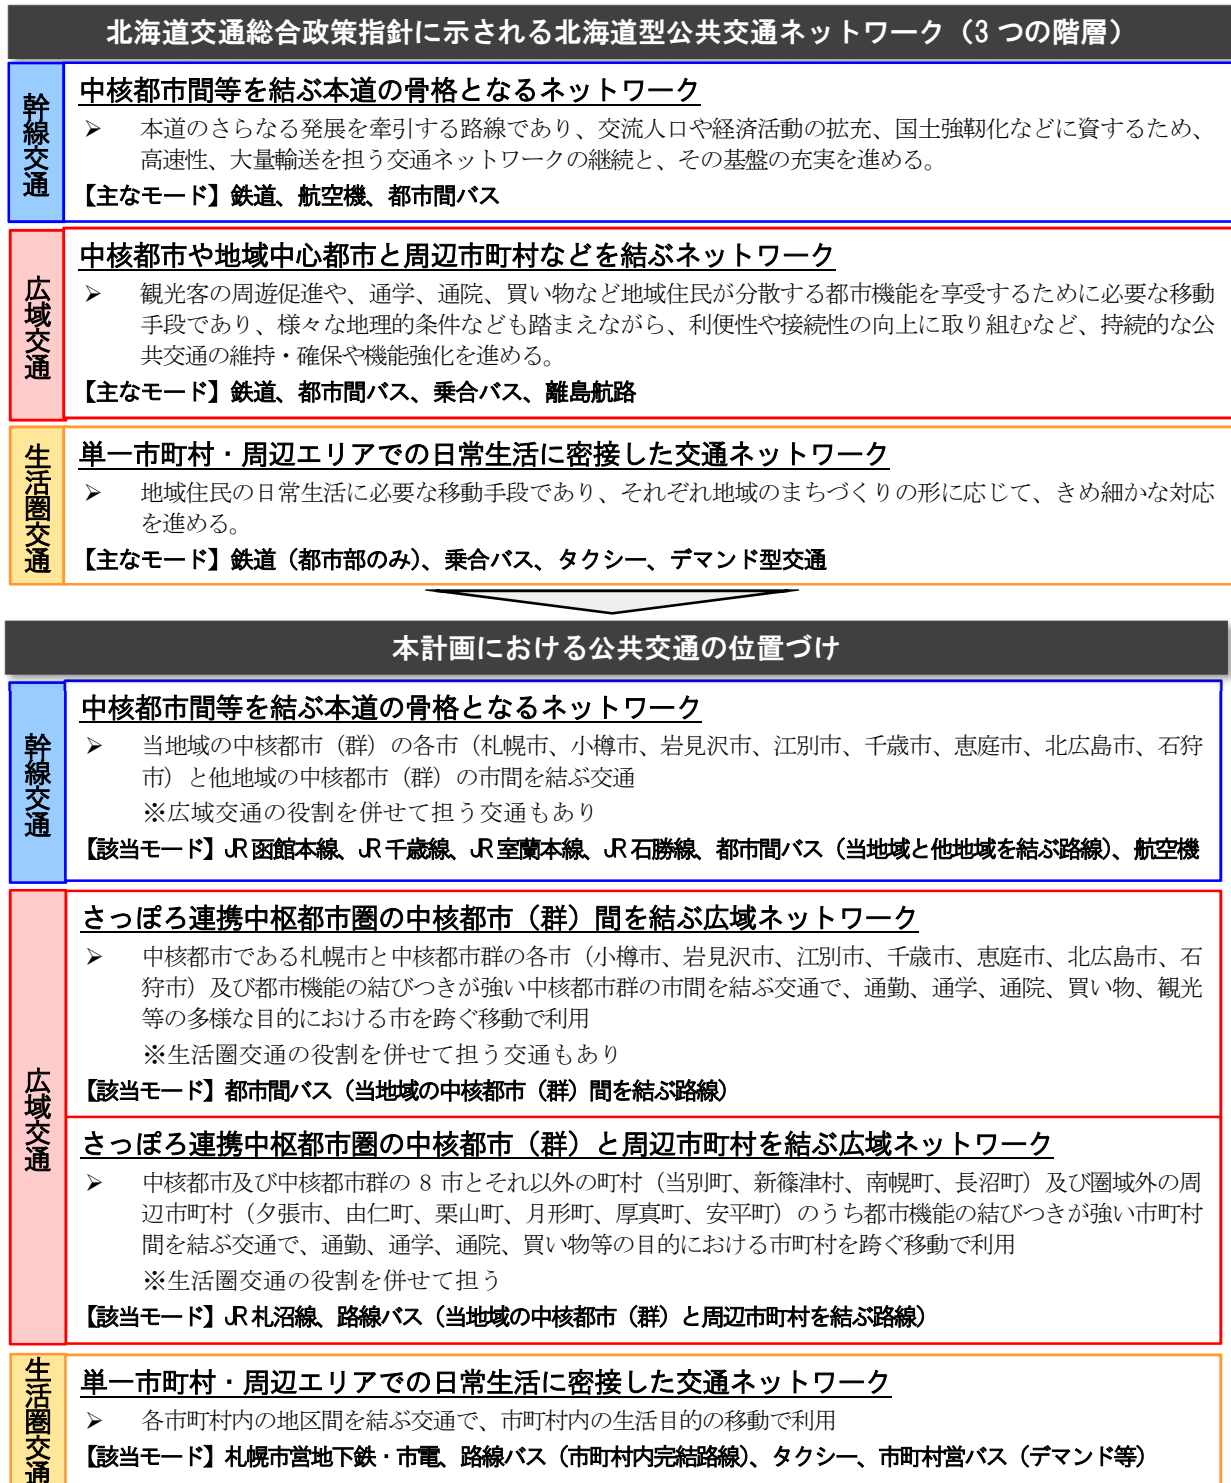 北海道交通総合政策指針に示される北海道型公共交通ネットワーク（3 つの階層）
幹線交通
中核都市間等を結ぶ本道の骨格となるネットワーク
➢ 本道のさらなる発展を牽引する路線であり、交流人口や経済活動の拡充、国土強靭化などに資するため、
高速性、大量輸送を担う交通ネットワークの継続と、その基盤の充実を進める。
【主なモード】鉄道、航空機、都市間バス
広域交通
中核都市や地域中心都市と周辺市町村などを結ぶネットワーク
➢ 観光客の周遊促進や、通学、通院、買い物など地域住民が分散する都市機能を享受するために必要な移動
手段であり、様々な地理的条件なども踏まえながら、利便性や接続性の向上に取り組むなど、持続的な公
共交通の維持・確保や機能強化を進める。
【主なモード】鉄道、都市間バス、乗合バス、離島航路
生活圏交通
単一市町村・周辺エリアでの日常生活に密接した交通ネットワーク
➢ 地域住民の日常生活に必要な移動手段であり、それぞれ地域のまちづくりの形に応じて、きめ細かな対応
を進める。
【主なモード】鉄道（都市部のみ）、乗合バス、タクシー、デマンド型交通
本計画における公共交通の位置づけ
幹線交通
中核都市間等を結ぶ本道の骨格となるネットワーク
➢ 当地域の中核都市（群）の各市（札幌市、小樽市、岩見沢市、江別市、千歳市、恵庭市、北広島市、石狩
市）と他地域の中核都市（群）の市間を結ぶ交通
※広域交通の役割を併せて担う交通もあり
【該当モード】JR 函館本線、JR 千歳線、JR 室蘭本線、JR 石勝線、都市間バス（当地域と他地域を結ぶ路線）、航空機
広域交通
さっぽろ連携中枢都市圏の中核都市（群）間を結ぶ広域ネットワーク
➢ 中核都市である札幌市と中核都市群の各市（小樽市、岩見沢市、江別市、千歳市、恵庭市、北広島市、石
狩市）及び都市機能の結びつきが強い中核都市群の市間を結ぶ交通で、通勤、通学、通院、買い物、観光
等の多様な目的における市を跨ぐ移動で利用
※生活圏交通の役割を併せて担う交通もあり
【該当モード】都市間バス（当地域の中核都市（群）間を結ぶ路線）
さっぽろ連携中枢都市圏の中核都市（群）と周辺市町村を結ぶ広域ネットワーク
➢ 中核都市及び中核都市群の 8 市とそれ以外の町村（当別町、新篠津村、南幌町、長沼町）及び圏域外の周
辺市町村（夕張市、由仁町、栗山町、月形町、厚真町、安平町）のうち都市機能の結びつきが強い市町村
間を結ぶ交通で、通勤、通学、通院、買い物等の目的における市町村を跨ぐ移動で利用
※生活圏交通の役割を併せて担う
【該当モード】JR 札沼線、路線バス（当地域の中核都市（群）と周辺市町村を結ぶ路線）
生活圏交通
単一市町村・周辺エリアでの日常生活に密接した交通ネットワーク
➢ 各市町村内の地区間を結ぶ交通で、市町村内の生活目的の移動で利用
【該当モード】札幌市営地下鉄・市電、路線バス（市町村内完結路線）、タクシー、市町村営バス（デマンド等）